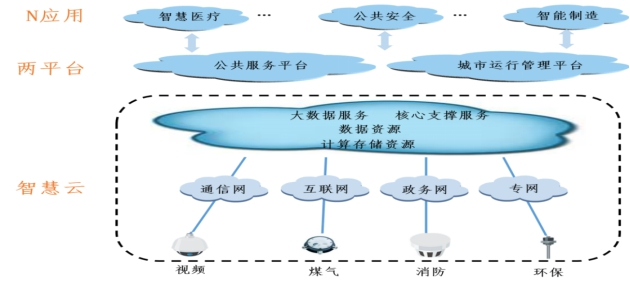 N应用
智慧医疗
…
公共安全
…
智能制造
两平台
公共服务平台
城市运行管理平台
大数据服务 核心支撑服务
数据资源
计算存储资源
智慧云
通信网
互联网
政务网
专网
视频
煤气
消防
环保